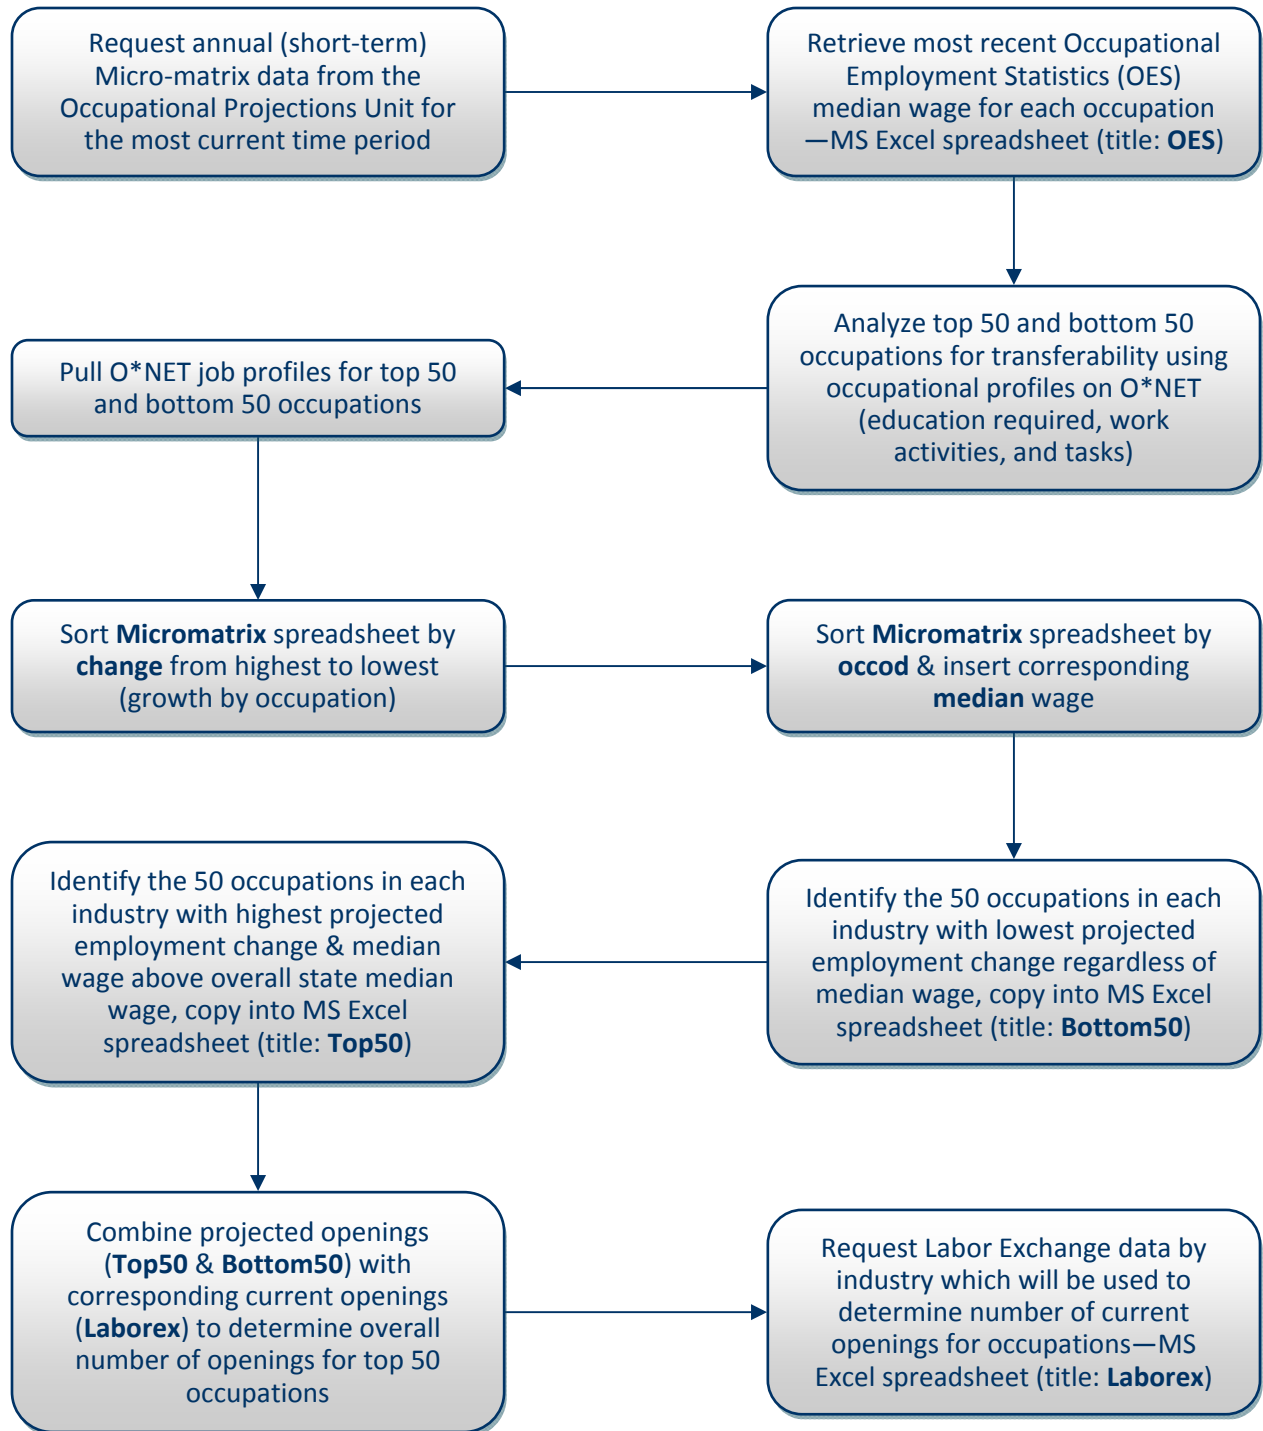 Request annual (short-term)
Micro-matrix data from the
Occupational Projections Unit for
the most current time period
Retrieve most recent Occupational
Employment Statistics (OES)
median wage for each occupation
—MS Excel spreadsheet (title: OES)
Analyze top 50 and bottom 50
occupations for transferability using
occupational profiles on O*NET
(education required, work
activities, and tasks)
Pull O*NET job profiles for top 50
and bottom 50 occupations
Sort Micromatrix spreadsheet by
change from highest to lowest
(growth by occupation)
Sort Micromatrix spreadsheet by
occod & insert corresponding
median wage
Identify the 50 occupations in each
industry with lowest projected
employment change regardless of
median wage, copy into MS Excel
spreadsheet (title: Bottom50)
Identify the 50 occupations in each
industry with highest projected
employment change & median
wage above overall state median
wage, copy into MS Excel
spreadsheet (title: Top50)
Combine projected openings
(Top50 & Bottom50) with
corresponding current openings
(Laborex) to determine overall
number of openings for top 50
occupations
Request Labor Exchange data by
industry which will be used to
determine number of current
openings for occupations—MS
Excel spreadsheet (title: Laborex)